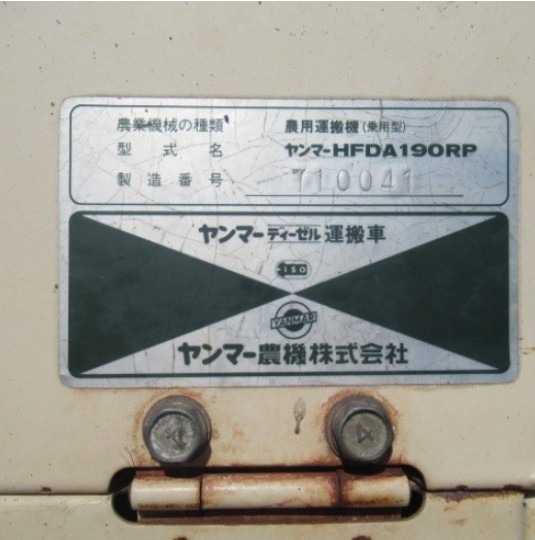 農業機械の種類 農用運搬機(乗用型)
型式名 ヤンマーHFDA190RP
製造番号 710041
ヤンマーディーゼル運搬車
ISO
YANMAR
ヤンマー農機株式会社
4